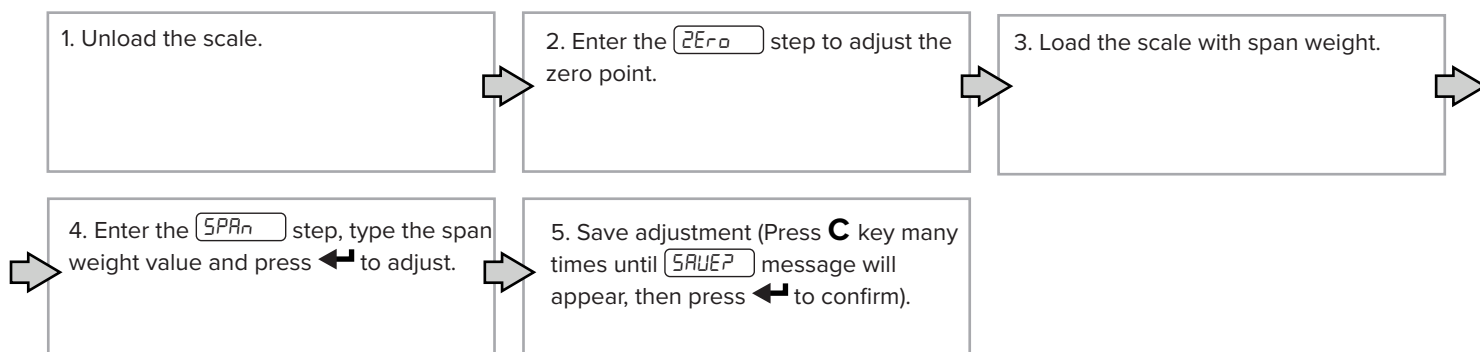 1. Unload the scale.
2. Enter the ZEro step to adjust the
zero point.
3. Load the scale with span weight.
4. Enter the SPAn step, type the span
weight value and press ↵ to adjust.
5. Save adjustment (Press C key many
times until SAVE? message will
appear, then press ↵ to confirm).